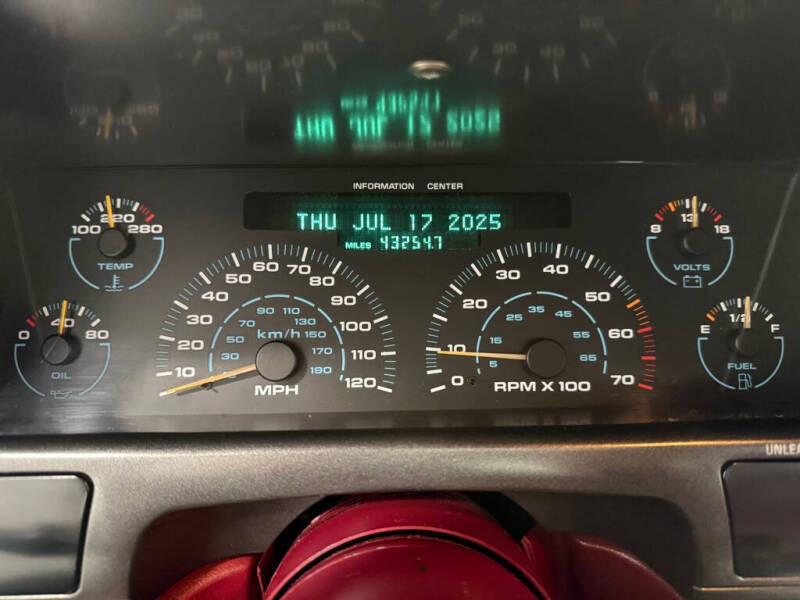 INFORMATION CENTER
THU JUL 17 2025
MILES 43254.7
100 220 280
TEMP
0 40 80
OIL
10 20 30 40 50 60 70 80 90 100 110 120
30 50 70 90 110 130 150 170 190
km/h
MPH
0 10 20 30 40 50 60 70
5 15 25 35 45 55 65
RPM X 100
8 13 18
VOLTS
E 1/2 F
FUEL